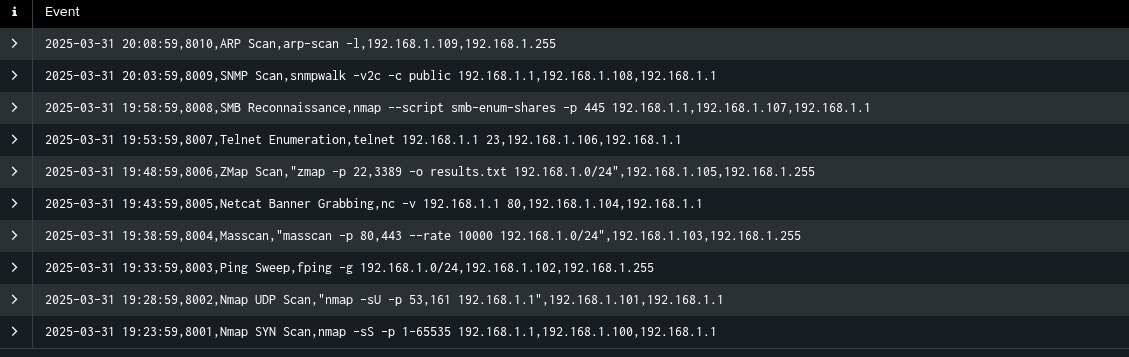 i Event
2025-03-31 20:08:59,8010,ARP Scan,arp-scan -l,192.168.1.109,192.168.1.255
2025-03-31 20:03:59,8009,SNMP Scan,snmpwalk -v2c -c public 192.168.1.1,192.168.1.108,192.168.1.1
2025-03-31 19:58:59,8008,SMB Reconnaissance,nmap --script smb-enum-shares -p 445 192.168.1.1,192.168.1.107,192.168.1.1
2025-03-31 19:53:59,8007,Telnet Enumeration,telnet 192.168.1.1 23,192.168.1.106,192.168.1.1
2025-03-31 19:48:59,8006,ZMap Scan,"zmap -p 22,3389 -o results.txt 192.168.1.0/24",192.168.1.105,192.168.1.255
2025-03-31 19:43:59,8005,Netcat Banner Grabbing,nc -v 192.168.1.1 80,192.168.1.104,192.168.1.1
2025-03-31 19:38:59,8004,Masscan,"masscan -p 80,443 --rate 10000 192.168.1.0/24",192.168.1.103,192.168.1.255
2025-03-31 19:33:59,8003,Ping Sweep,fping -g 192.168.1.0/24,192.168.1.102,192.168.1.255
2025-03-31 19:28:59,8002,Nmap UDP Scan,"nmap -sU -p 53,161 192.168.1.1",192.168.1.101,192.168.1.1
2025-03-31 19:23:59,8001,Nmap SYN Scan,nmap -sS -p 1-65535 192.168.1.1,192.168.1.100,192.168.1.1